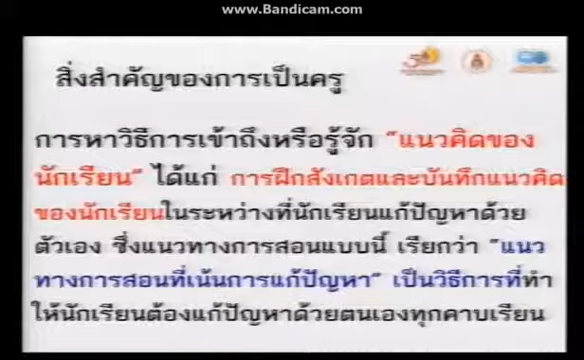 www.Bandicam.com
สิ่งสำคัญของการเป็นครู
การหาวิธีการเข้าถึงหรือรู้จัก "แนวคิดของ
นักเรียน" ได้แก่ การฝึกสังเกตและบันทึกแนวคิด
ของนักเรียนในระหว่างที่นักเรียนแก้ปัญหาด้วย
ตัวเอง ซึ่งแนวทางการสอนแบบนี้ เรียกว่า "แนว
ทางการสอนที่เน้นการแก้ปัญหา" เป็นวิธีการที่ทำ
ให้นักเรียนต้องแก้ปัญหาด้วยตนเองทุกคาบเรียน